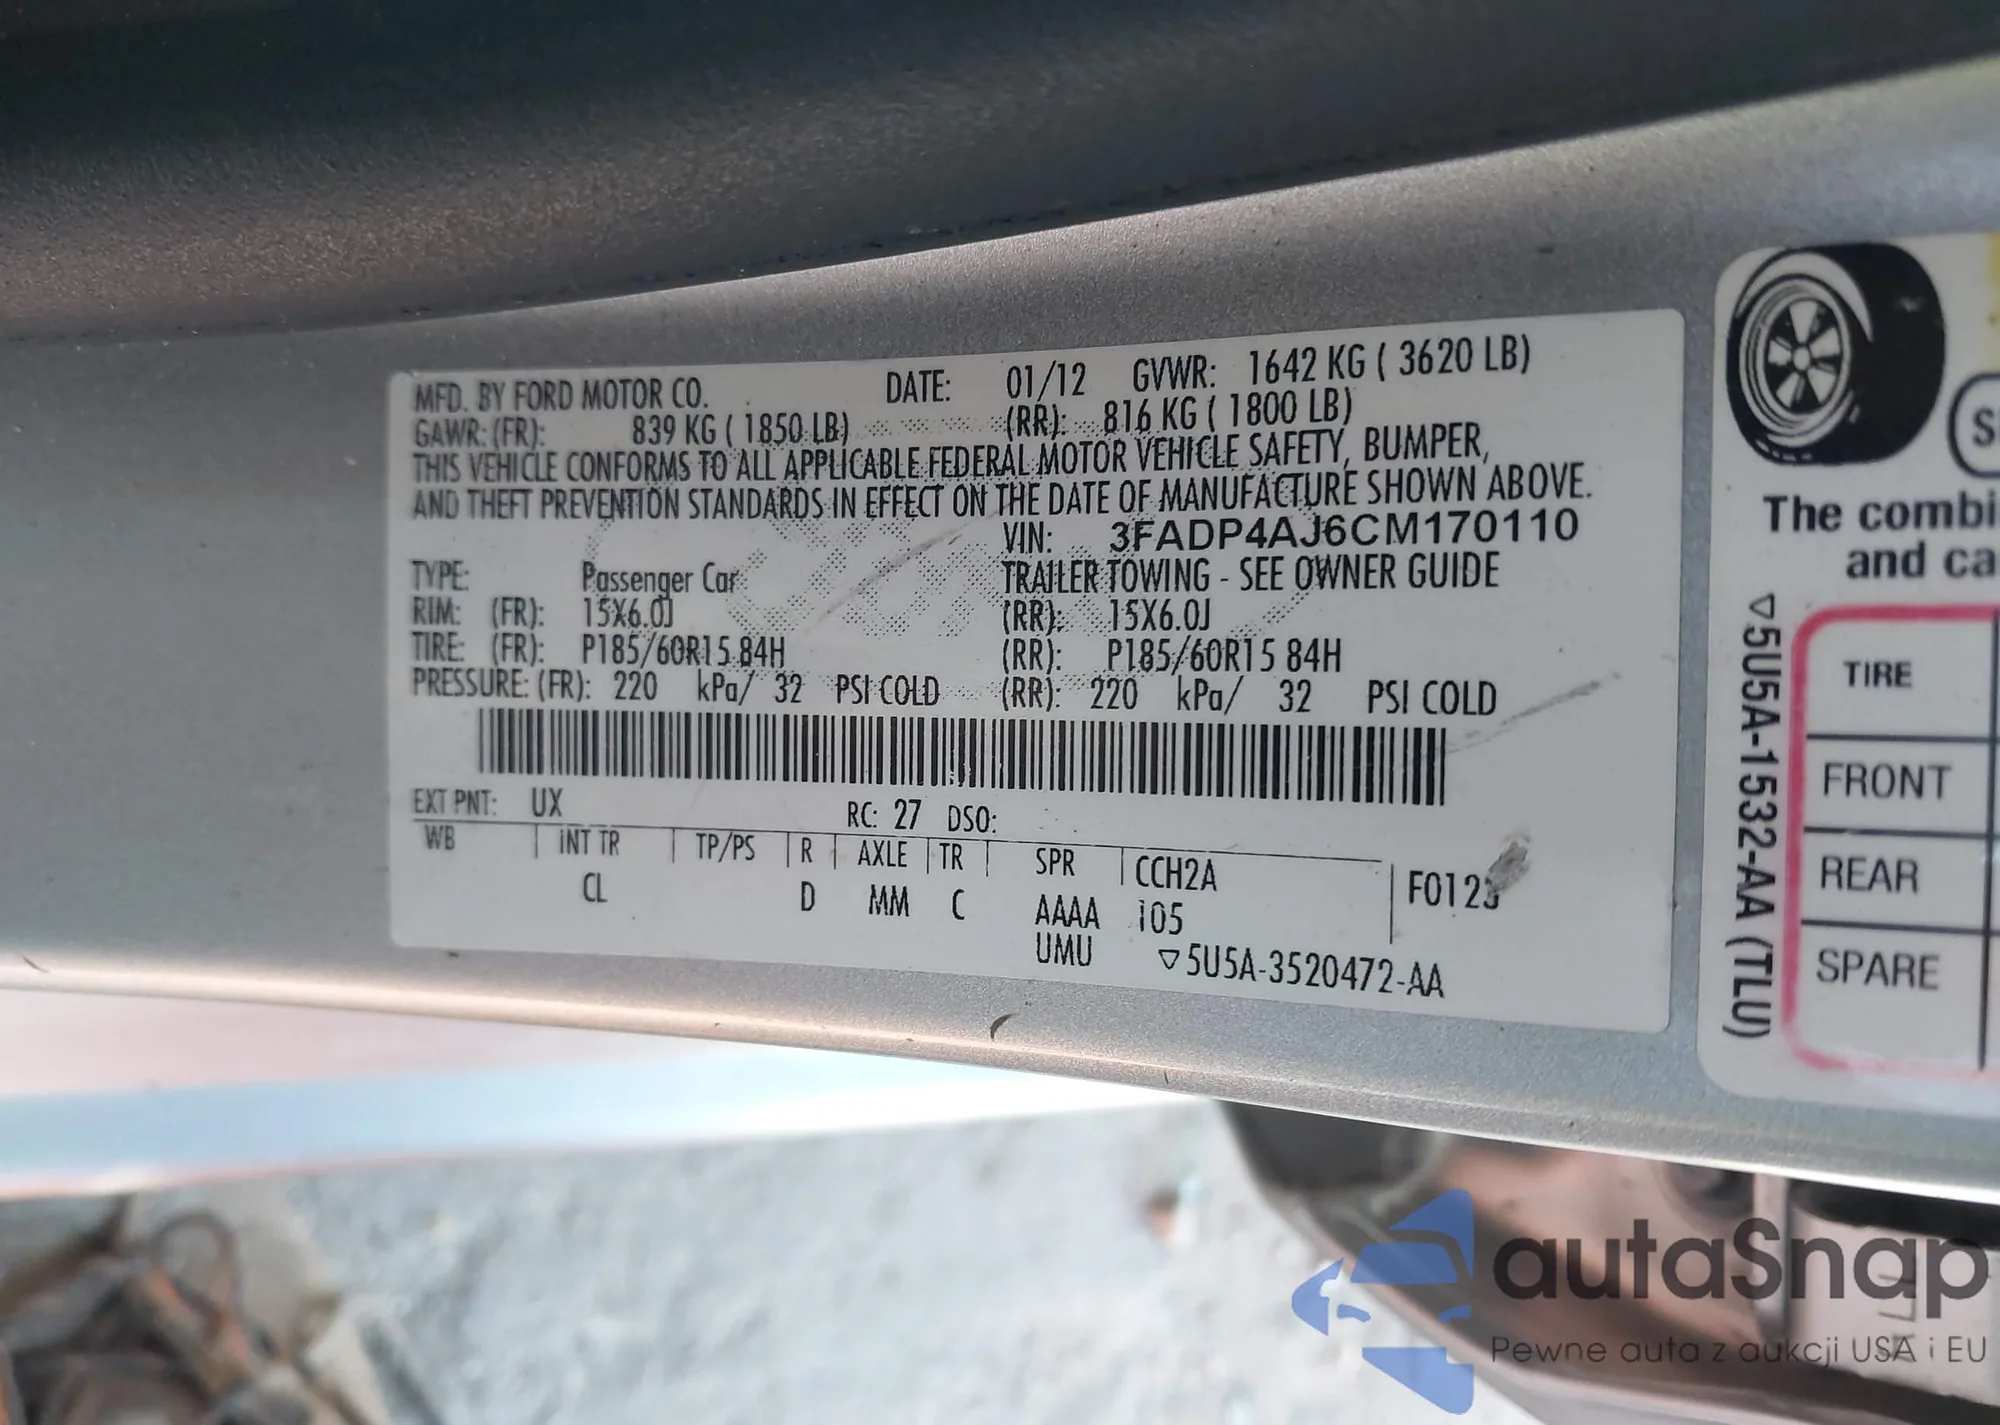 MFD. BY FORD MOTOR CO. DATE: 01/12 GVWR: 1642 KG ( 3620 LB)
GAWR: (FR): 839 KG ( 1850 LB) (RR): 816 KG ( 1800 LB)
THIS VEHICLE CONFORMS TO ALL APPLICABLE FEDERAL MOTOR VEHICLE SAFETY, BUMPER,
AND THEFT PREVENTION STANDARDS IN EFFECT ON THE DATE OF MANUFACTURE SHOWN ABOVE.
VIN: 3FADP4AJ6CM170110
TYPE: Passenger Car TRAILER TOWING - SEE OWNER GUIDE
RIM: (FR): 15X6.0J (RR): 15X6.0J
TIRE: (FR): P185/60R15 84H (RR): P185/60R15 84H
PRESSURE: (FR): 220 kPa/ 32 PSI COLD (RR): 220 kPa/ 32 PSI COLD
EXT PNT: UX RC: 27 DSO:
WB INT TR TP/PS R AXLE TR SPR CCH2A
CL D MM C AAAA i05 F0123
UMU ▽5U5A-3520472-AA
The combi
and ca
▽5U5A-1532-AA (TLU)
TIRE
FRONT
REAR
SPARE
autaSnap
Pewne auta z aukcji USA i EU